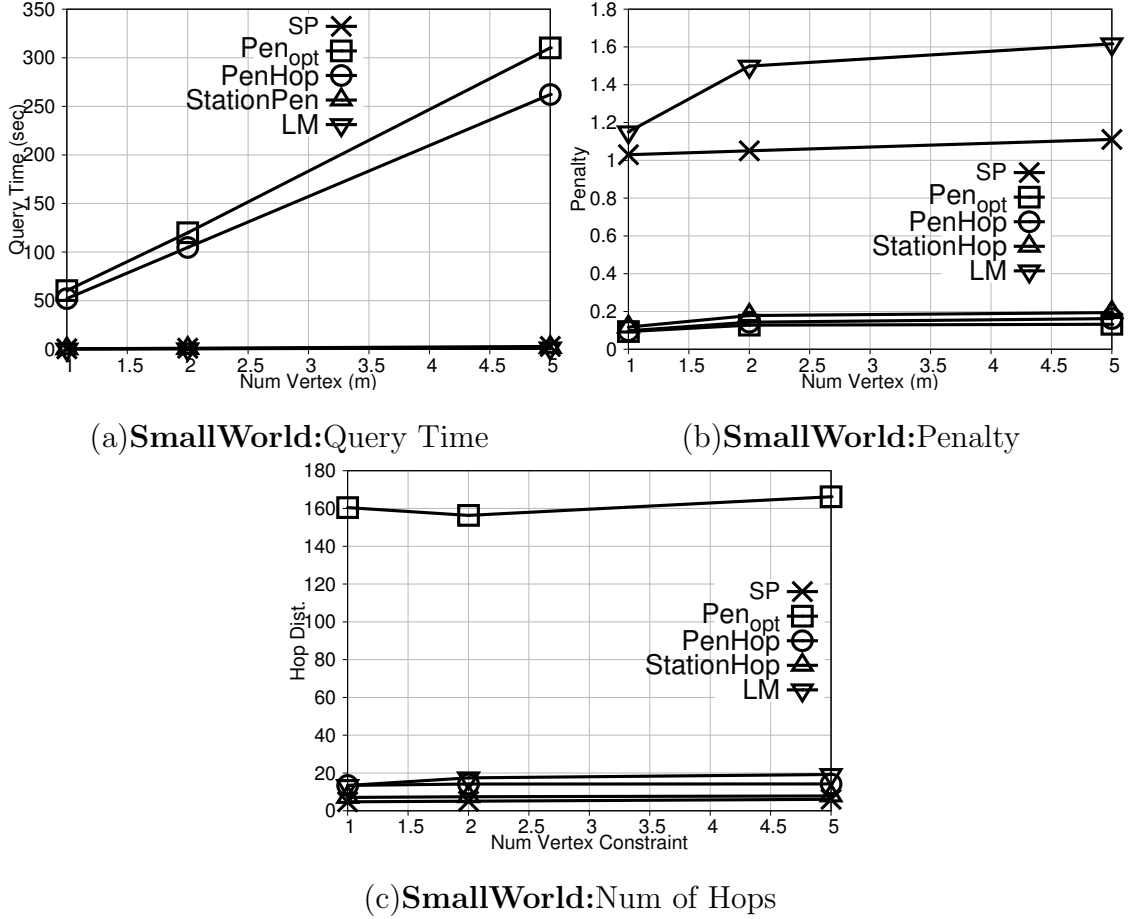 350
300
250
200
150
100
50
0
Query Time (sec)
1 1.5 2 2.5 3 3.5 4 4.5 5
Num Vertex (m)
SP
Pen_opt
PenHop
StationPen
LM
(a)SmallWorld:Query Time
1.8
1.6
1.4
1.2
1
0.8
0.6
0.4
0.2
0
Penalty
1 1.5 2 2.5 3 3.5 4 4.5 5
Num Vertex (m)
SP
Pen_opt
PenHop
StationHop
LM
(b)SmallWorld:Penalty
180
160
140
120
100
80
60
40
20
0
Hop Dist.
1 1.5 2 2.5 3 3.5 4 4.5 5
Num Vertex Constraint
SP
Pen_opt
PenHop
StationHop
LM
(c)SmallWorld:Num of Hops